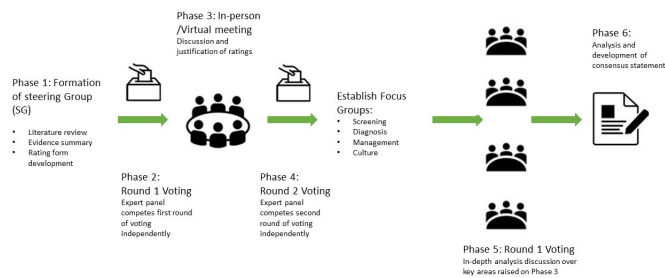 Phase 1: Formation
of steering Group
(SG)
• Literature review
• Evidence summary
• Rating form
development
Phase 2:
Round 1 Voting
Expert panel
competes first round
of voting
independently
Phase 3: In-person
/Virtual meeting
Discussion and
justification of ratings
Phase 4:
Round 2 Voting
Expert panel
competes second
round of voting
independently
Establish Focus
Groups:
• Screening
• Diagnosis
• Management
• Culture
Phase 5: Round 1 Voting
In-depth analysis discussion over
key areas raised on Phase 3
Phase 6:
Analysis and
development of
consensus statement